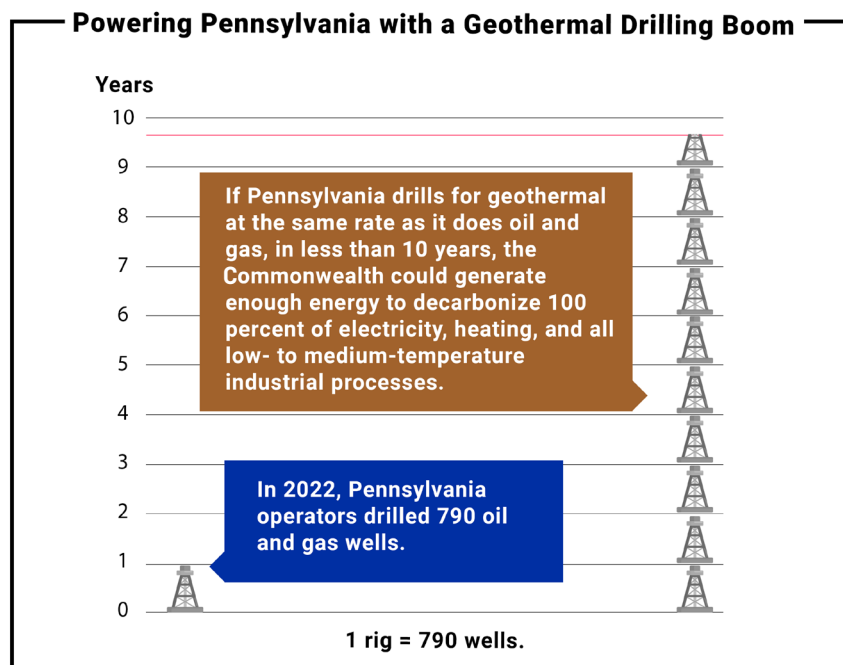 Powering Pennsylvania with a Geothermal Drilling Boom
Years
10
9
8
7
6
5
4
3
2
1
0
If Pennsylvania drills for geothermal
at the same rate as it does oil and
gas, in less than 10 years, the
Commonwealth could generate
enough energy to decarbonize 100
percent of electricity, heating, and all
low- to medium-temperature
industrial processes.
In 2022, Pennsylvania
operators drilled 790 oil
and gas wells.
1 rig = 790 wells.